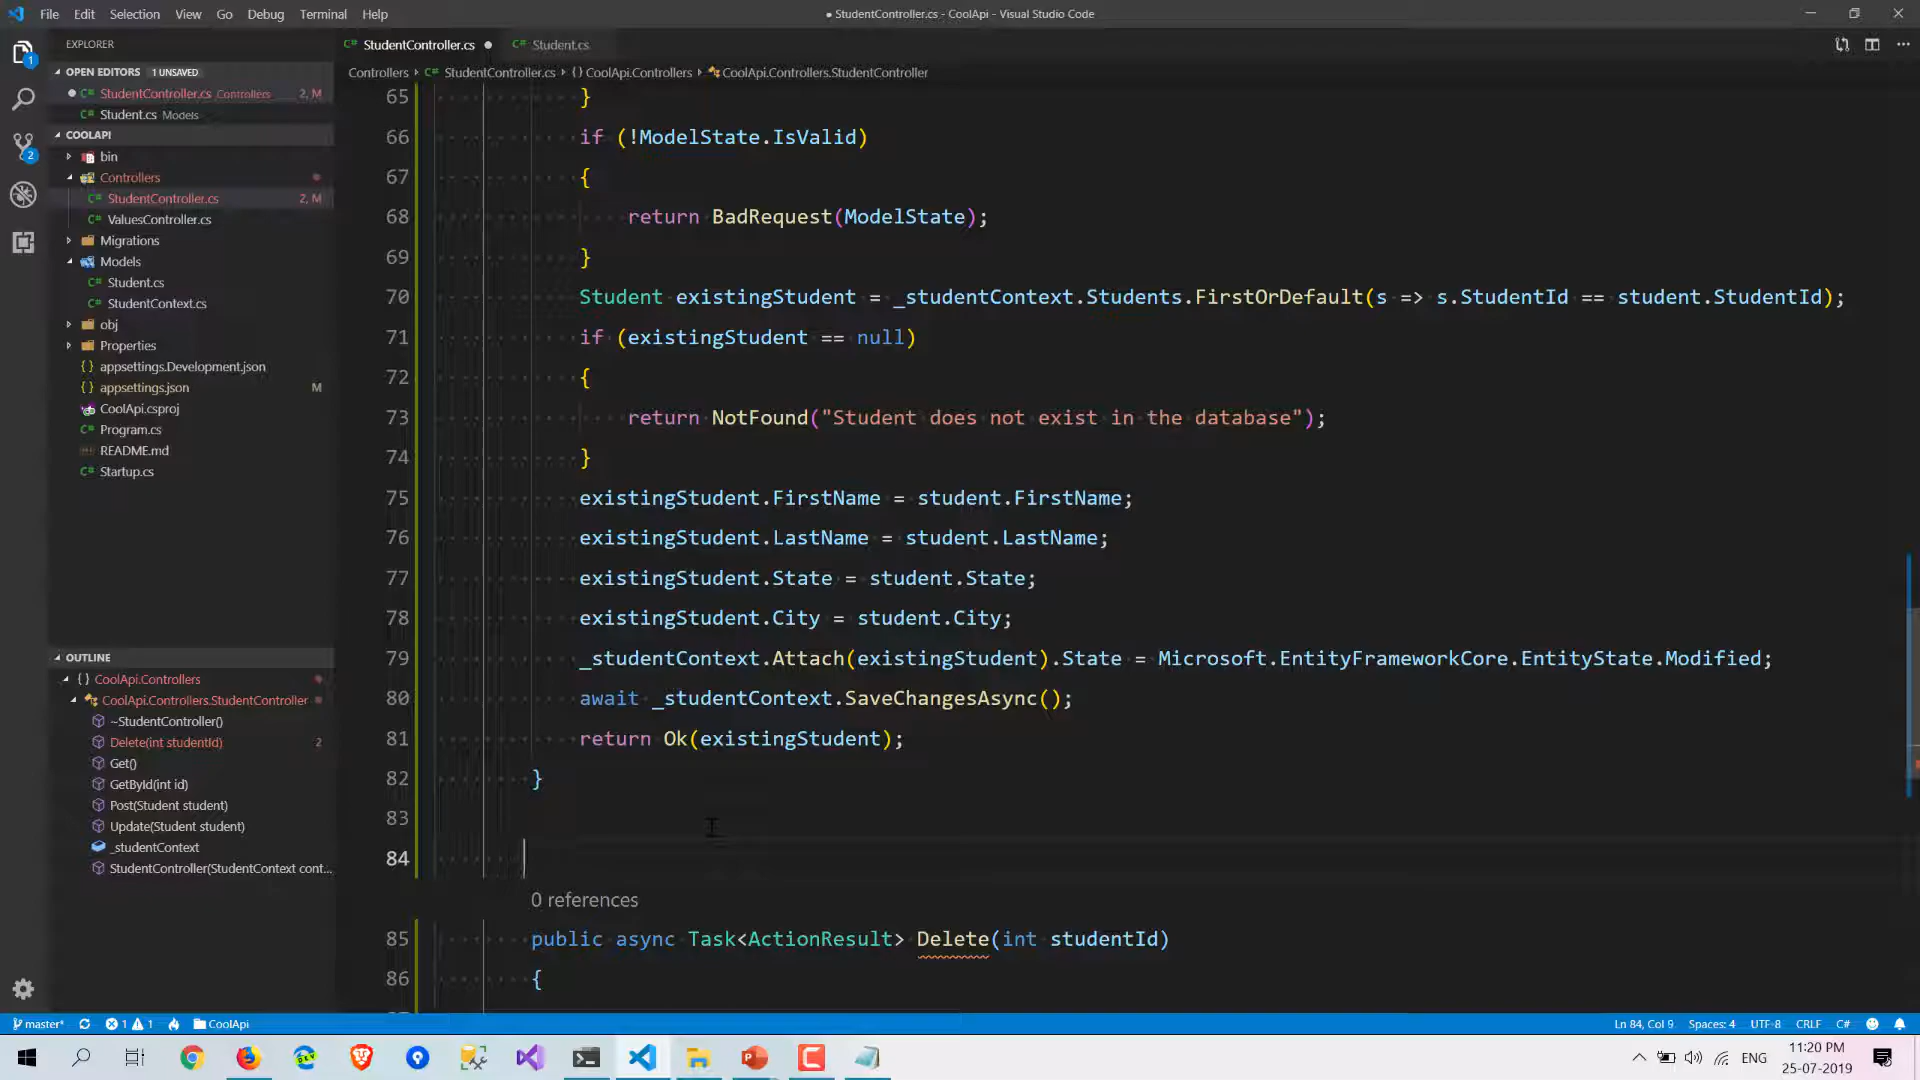 File Edit Selection View Go Debug Terminal Help
● StudentController.cs - CoolApi - Visual Studio Code
EXPLORER
OPEN EDITORS 1 UNSAVED
StudentController.cs Controllers 2, M
Student.cs Models
COOLAPI
bin
Controllers
StudentController.cs 2, M
ValuesController.cs
Migrations
Models
Student.cs
StudentContext.cs
obj
Properties
appsettings.Development.json
appsettings.json M
CoolApi.csproj
Program.cs
README.md
Startup.cs
OUTLINE
CoolApi.Controllers
CoolApi.Controllers.StudentController
~StudentController()
Delete(int studentId) 2
Get()
GetById(int id)
Post(Student student)
Update(Student student)
_studentContext
StudentController(StudentContext cont...
StudentController.cs ● Student.cs
Controllers › StudentController.cs › {} CoolApi.Controllers › CoolApi.Controllers.StudentController
65 }
66 if (!ModelState.IsValid)
67 {
68 return BadRequest(ModelState);
69 }
70 Student existingStudent = _studentContext.Students.FirstOrDefault(s => s.StudentId == student.StudentId);
71 if (existingStudent == null)
72 {
73 return NotFound("Student does not exist in the database");
74 }
75 existingStudent.FirstName = student.FirstName;
76 existingStudent.LastName = student.LastName;
77 existingStudent.State = student.State;
78 existingStudent.City = student.City;
79 _studentContext.Attach(existingStudent).State = Microsoft.EntityFrameworkCore.EntityState.Modified;
80 await _studentContext.SaveChangesAsync();
81 return Ok(existingStudent);
82 }
83
84
0 references
85 public async Task<ActionResult> Delete(int studentId)
86 {
master* 1 1 CoolApi
Ln 84, Col 9 Spaces: 4 UTF-8 CRLF C#
ENG 11:20 PM
25-07-2019